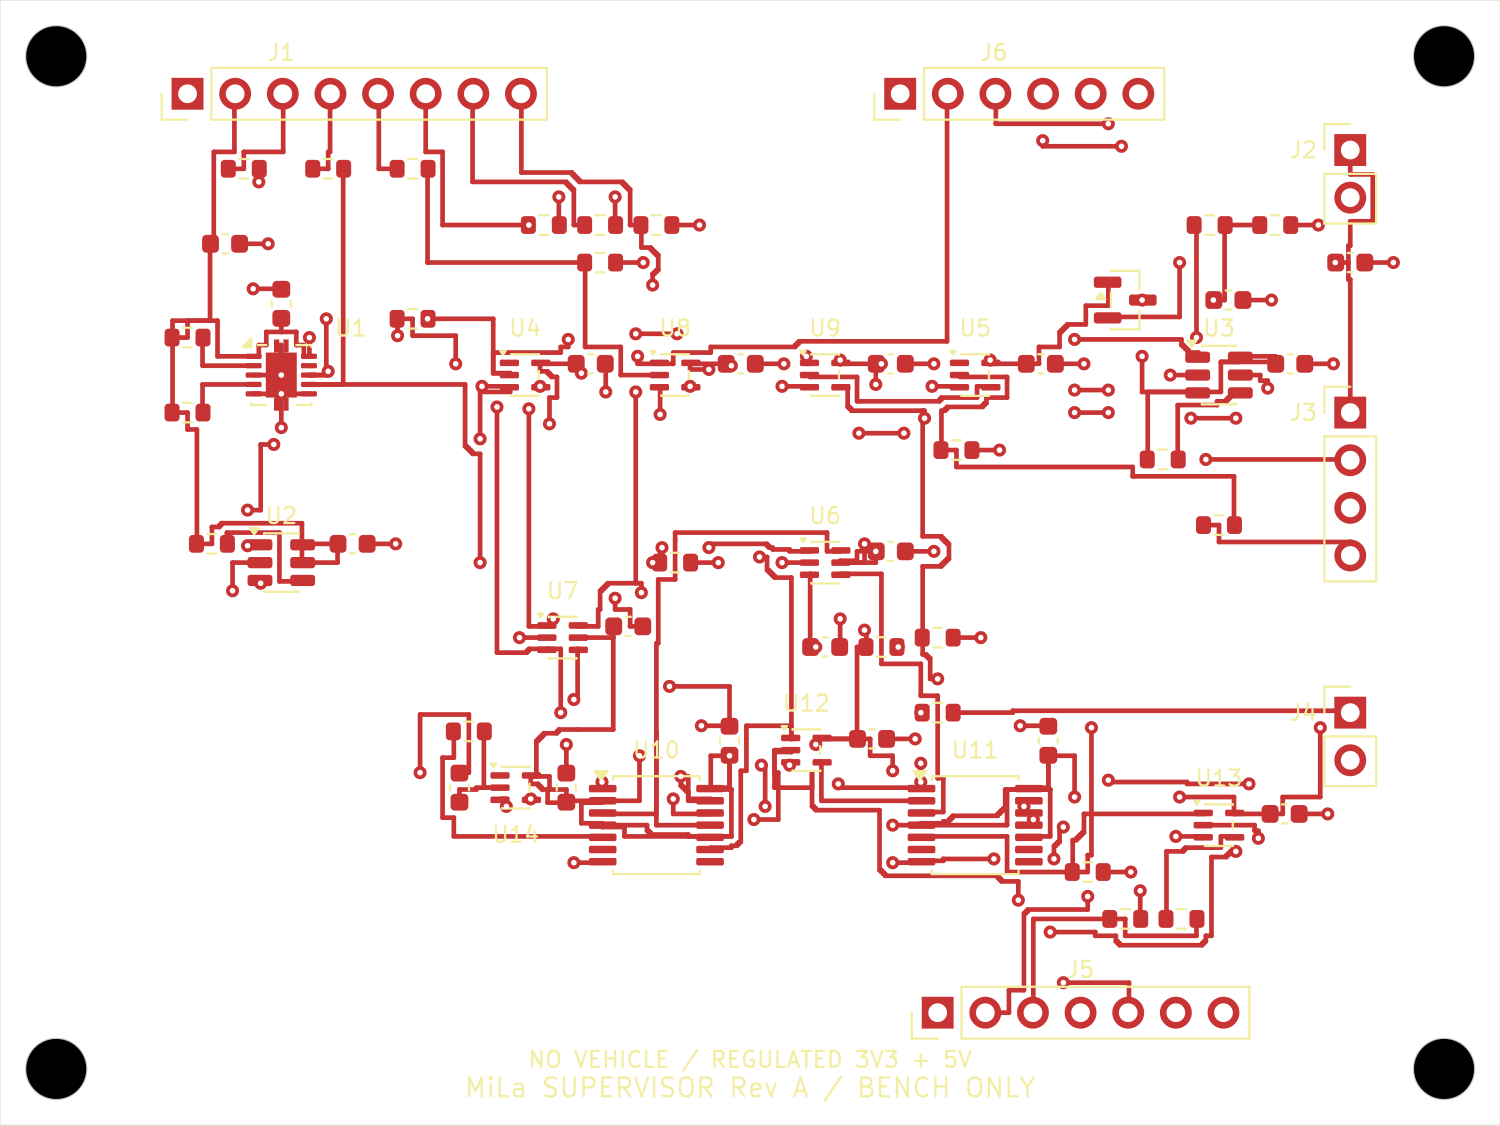 J1
J6
J2
U1
U4
U8
U9
U5
U3
J3
U2
U6
U7
U12
J4
U10
U11
U13
U14
J5
NO VEHICLE / REGULATED 3V3 + 5V
MiLa SUPERVISOR Rev A / BENCH ONLY